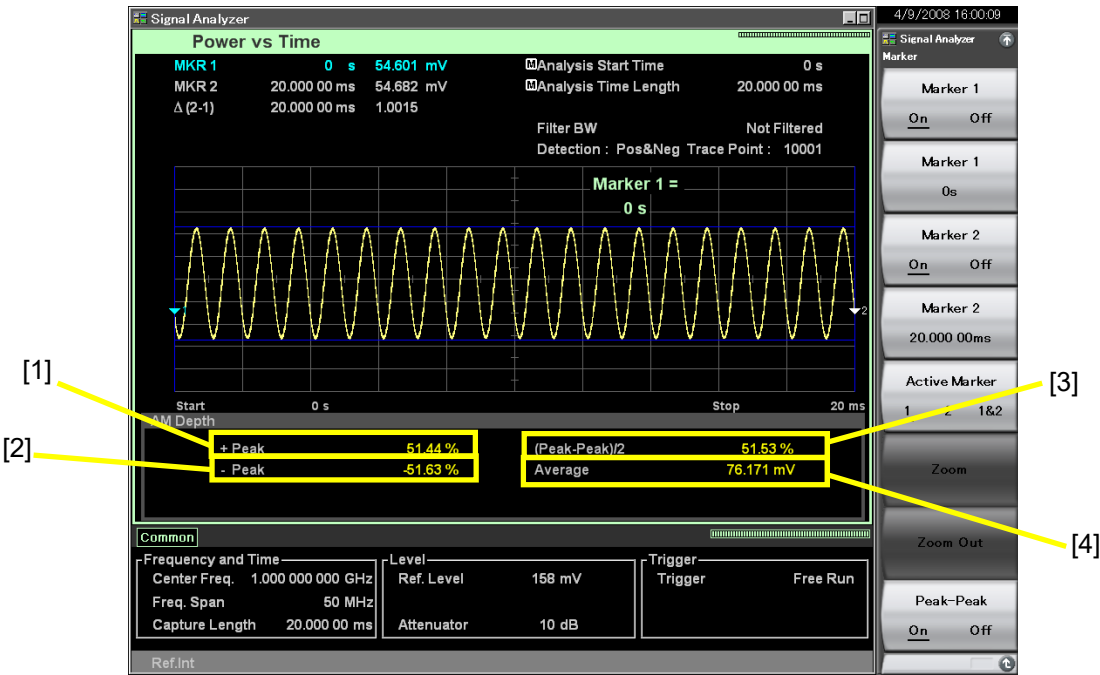 Signal Analyzer
4/9/2008 16:00:09
Power vs Time
MKR 1 0 s 54.601 mV
MKR 2 20.000 00 ms 54.682 mV
Δ (2-1) 20.000 00 ms 1.0015
M Analysis Start Time 0 s
M Analysis Time Length 20.000 00 ms
Filter BW Not Filtered
Detection : Pos&Neg Trace Point : 10001
Marker 1 =
0 s
2
Start 0 s Stop 20 ms
AM Depth
+ Peak 51.44 %
- Peak -51.63 %
(Peak-Peak)/2 51.53 %
Average 76.171 mV
[1]
[2]
[3]
[4]
Common
Frequency and Time
Center Freq. 1.000 000 000 GHz
Freq. Span 50 MHz
Capture Length 20.000 00 ms
Level
Ref. Level 158 mV
Attenuator 10 dB
Trigger
Trigger Free Run
Ref.Int
Signal Analyzer
Marker
Marker 1
On Off
Marker 1
0s
Marker 2
On Off
Marker 2
20.000 00ms
Active Marker
1 2 1&2
Zoom
Zoom Out
Peak-Peak
On Off